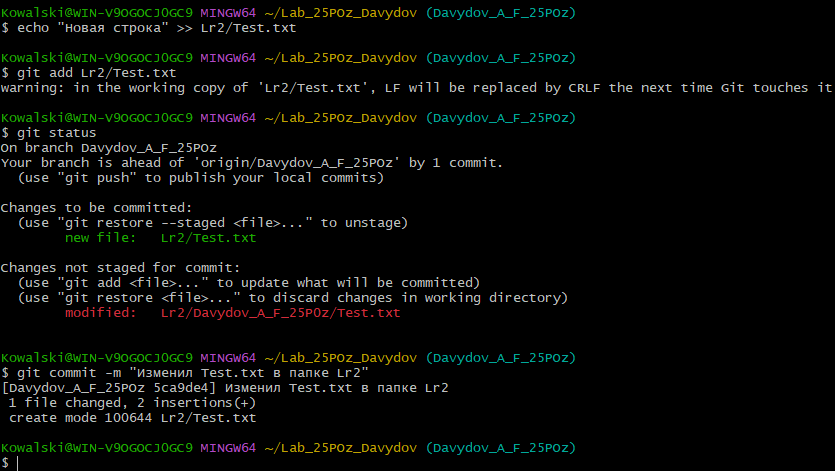 Kowalski@WIN-V9OGOCJ0GC9 MINGW64 ~/Lab_25POz_Davydov (Davydov_A_F_25POz)
$ echo "Новая строка" >> Lr2/Test.txt
Kowalski@WIN-V9OGOCJ0GC9 MINGW64 ~/Lab_25POz_Davydov (Davydov_A_F_25POz)
$ git add Lr2/Test.txt
warning: in the working copy of 'Lr2/Test.txt', LF will be replaced by CRLF the next time Git touches it
Kowalski@WIN-V9OGOCJ0GC9 MINGW64 ~/Lab_25POz_Davydov (Davydov_A_F_25POz)
$ git status
On branch Davydov_A_F_25POz
Your branch is ahead of 'origin/Davydov_A_F_25POz' by 1 commit.
  (use "git push" to publish your local commits)
Changes to be committed:
  (use "git restore --staged <file>..." to unstage)
        new file:   Lr2/Test.txt
Changes not staged for commit:
  (use "git add <file>..." to update what will be committed)
  (use "git restore <file>..." to discard changes in working directory)
        modified:   Lr2/Davydov_A_F_25POz/Test.txt
Kowalski@WIN-V9OGOCJ0GC9 MINGW64 ~/Lab_25POz_Davydov (Davydov_A_F_25POz)
$ git commit -m "Изменил Test.txt в папке Lr2"
[Davydov_A_F_25POz 5ca9de4] Изменил Test.txt в папке Lr2
 1 file changed, 2 insertions(+)
 create mode 100644 Lr2/Test.txt
Kowalski@WIN-V9OGOCJ0GC9 MINGW64 ~/Lab_25POz_Davydov (Davydov_A_F_25POz)
$